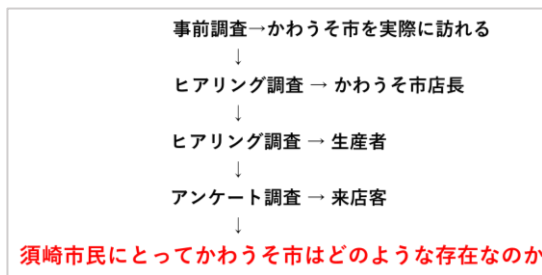 事前調査→かわうそ市を実際に訪れる
↓
ヒアリング調査 → かわうそ市店長
↓
ヒアリング調査 → 生産者
↓
アンケート調査 → 来店客
↓
須崎市民にとってかわうそ市はどのような存在なのか